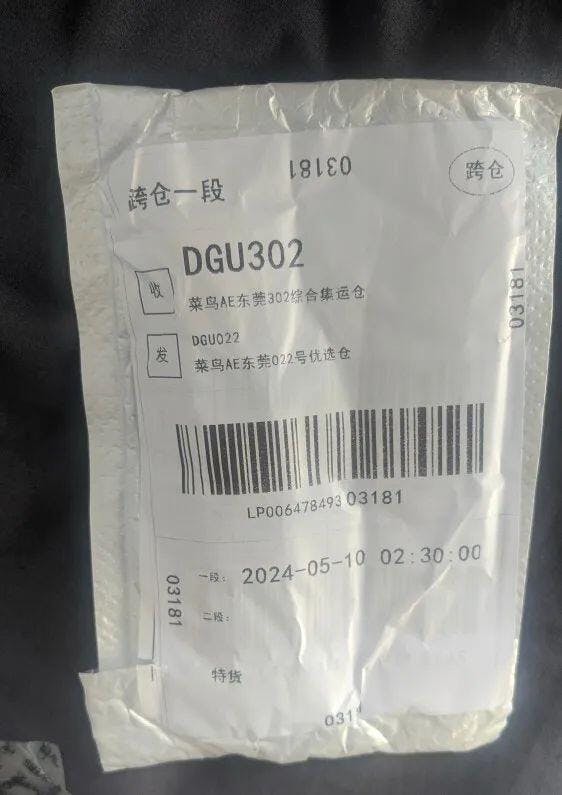 03181
跨仓
跨仓一段
DGU302
收
菜鸟AE东莞302综合集运仓
03181
DGU022
发
菜鸟AE东莞022号优选仓
LP00647849303181
一段: 2024-05-10 02:30:00
03181
二段:
特货
0318